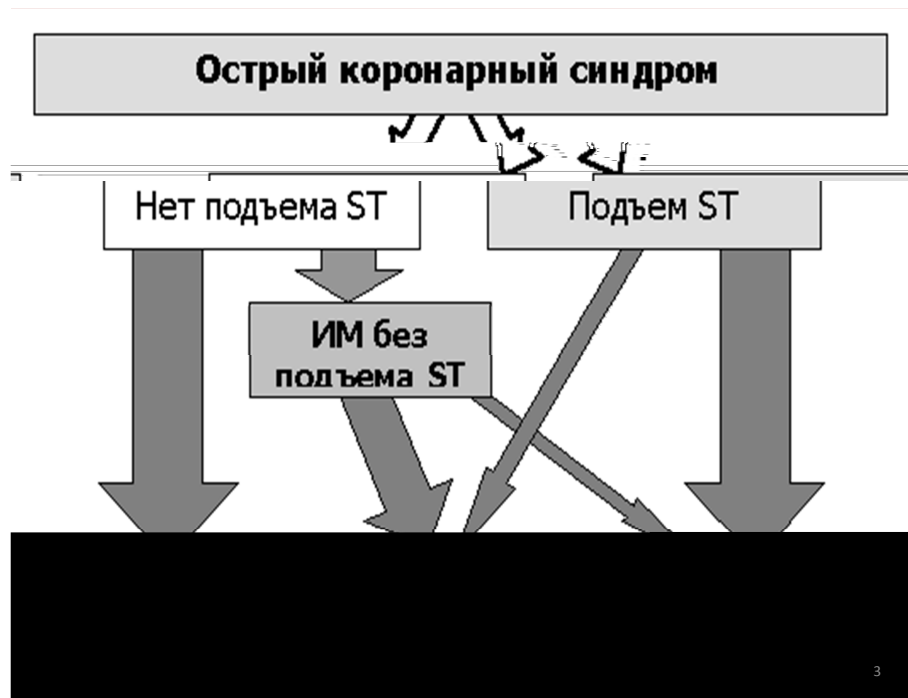 Острый коронарный синдром
Нет подъема ST
Подъем ST
ИМ без
подъема ST
3